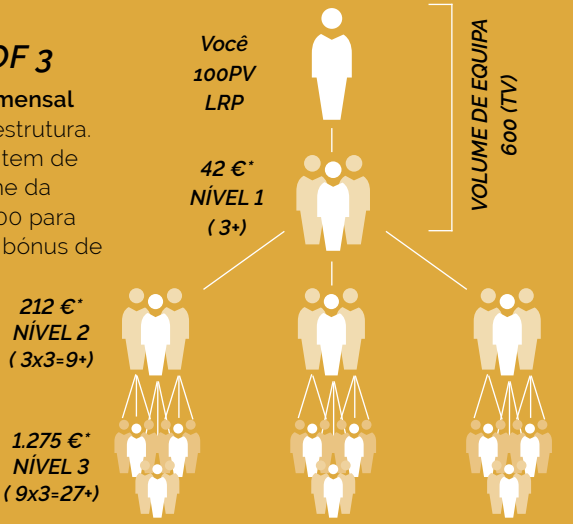 OF 3
mensal
estrutura.
tem de
ne da
00 para
bónus de
Você
100PV
LRP
VOLUME DE EQUIPA
600 (TV)
42 €*
NÍVEL 1
( 3+)
212 €*
NÍVEL 2
( 3x3=9+)
1.275 €*
NÍVEL 3
( 9x3=27+)